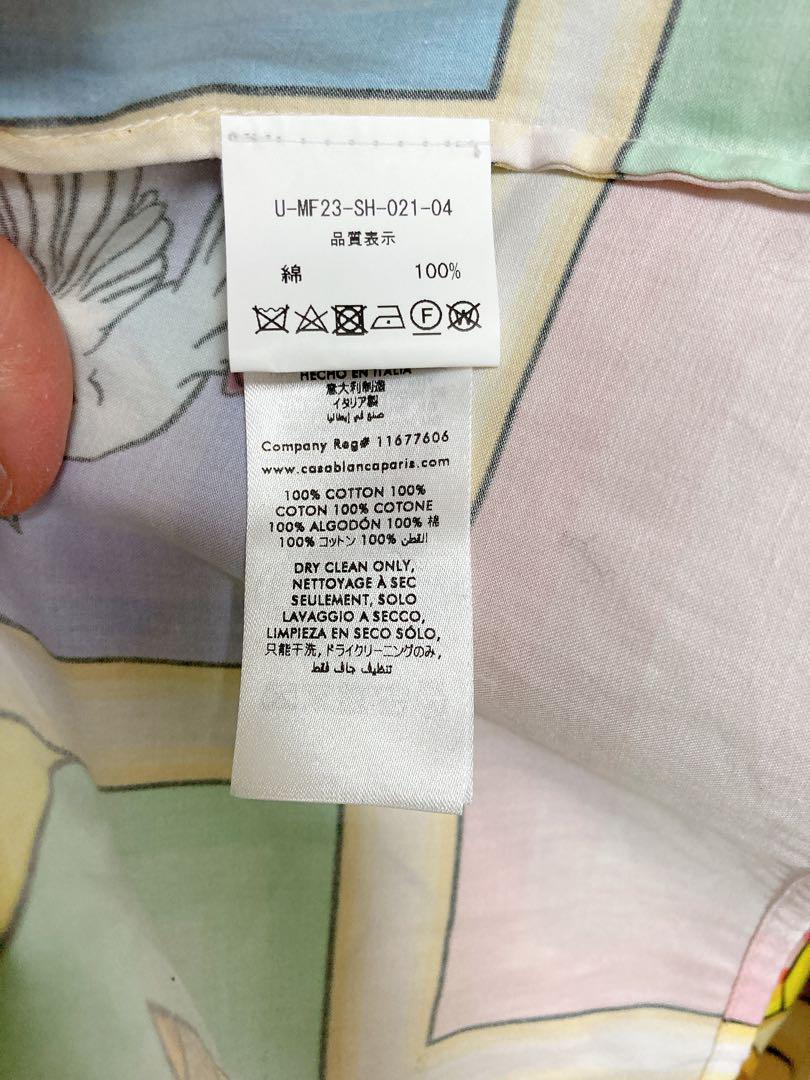 U-MF23-SH-021-04
品質表示
綿 100%
F W
HECHO EN ITALIA
意大利制造
イタリア製
صنع في إيطاليا
Company Reg# 11677606
www.casablancaparis.com
100% COTTON 100%
COTON 100% COTONE
100% ALGODÓN 100% 棉
100% コットン 100% القطن
DRY CLEAN ONLY,
NETTOYAGE À SEC
SEULEMENT, SOLO
LAVAGGIO A SECCO,
LIMPIEZA EN SECO SÓLO,
只能干洗, ドライクリーニングのみ,
تنظيف جاف فقط